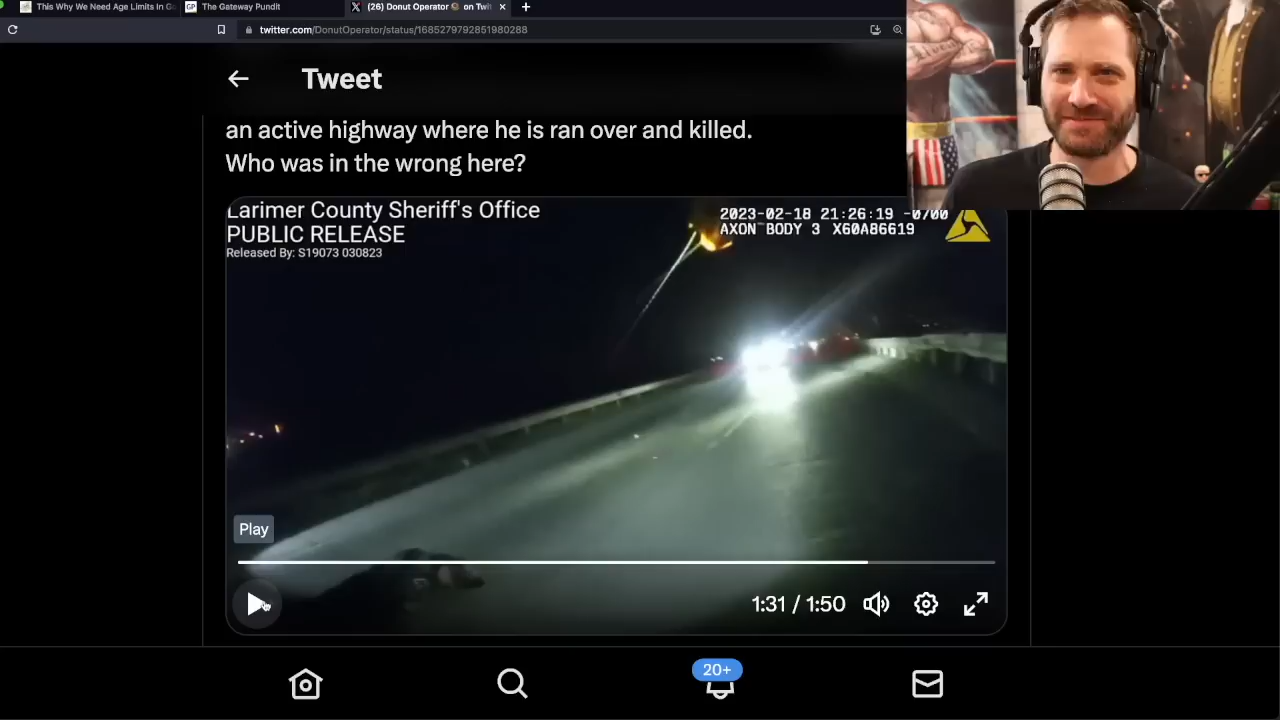 This Why We Need Age Limits In G
GP The Gateway Pundit
(26) Donut Operator on Twit
twitter.com/DonutOperator/status/1685279792851980288
Tweet
an active highway where he is ran over and killed.
Who was in the wrong here?
Larimer County Sheriff's Office
PUBLIC RELEASE
Released By: S19073 030823
2023-02-18 21:26:19 -0700
AXON BODY 3 X60A86619
Play
1:31 / 1:50
20+